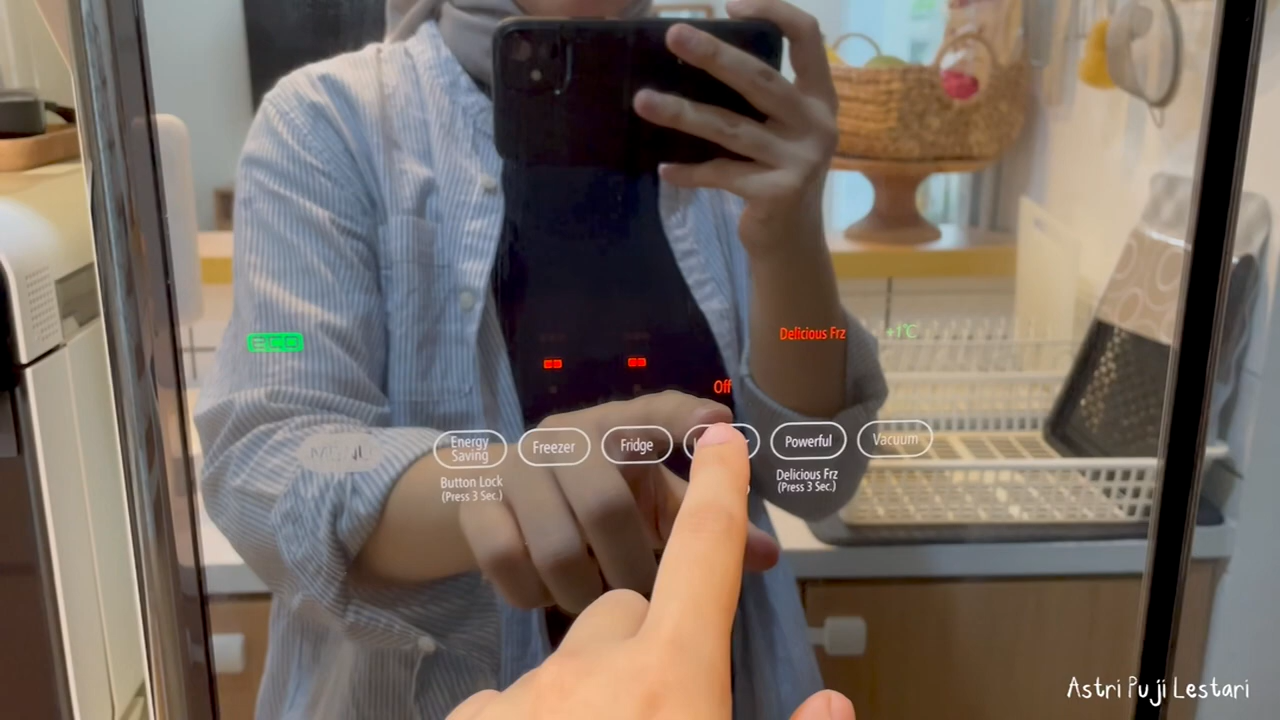 ECO
Delicious Frz
+1°C
Off
Energy
Saving
Freezer
Fridge
Powerful
Vacuum
Button Lock
(Press 3 Sec.)
Delicious Frz
(Press 3 Sec.)
Astri Puji Lestari